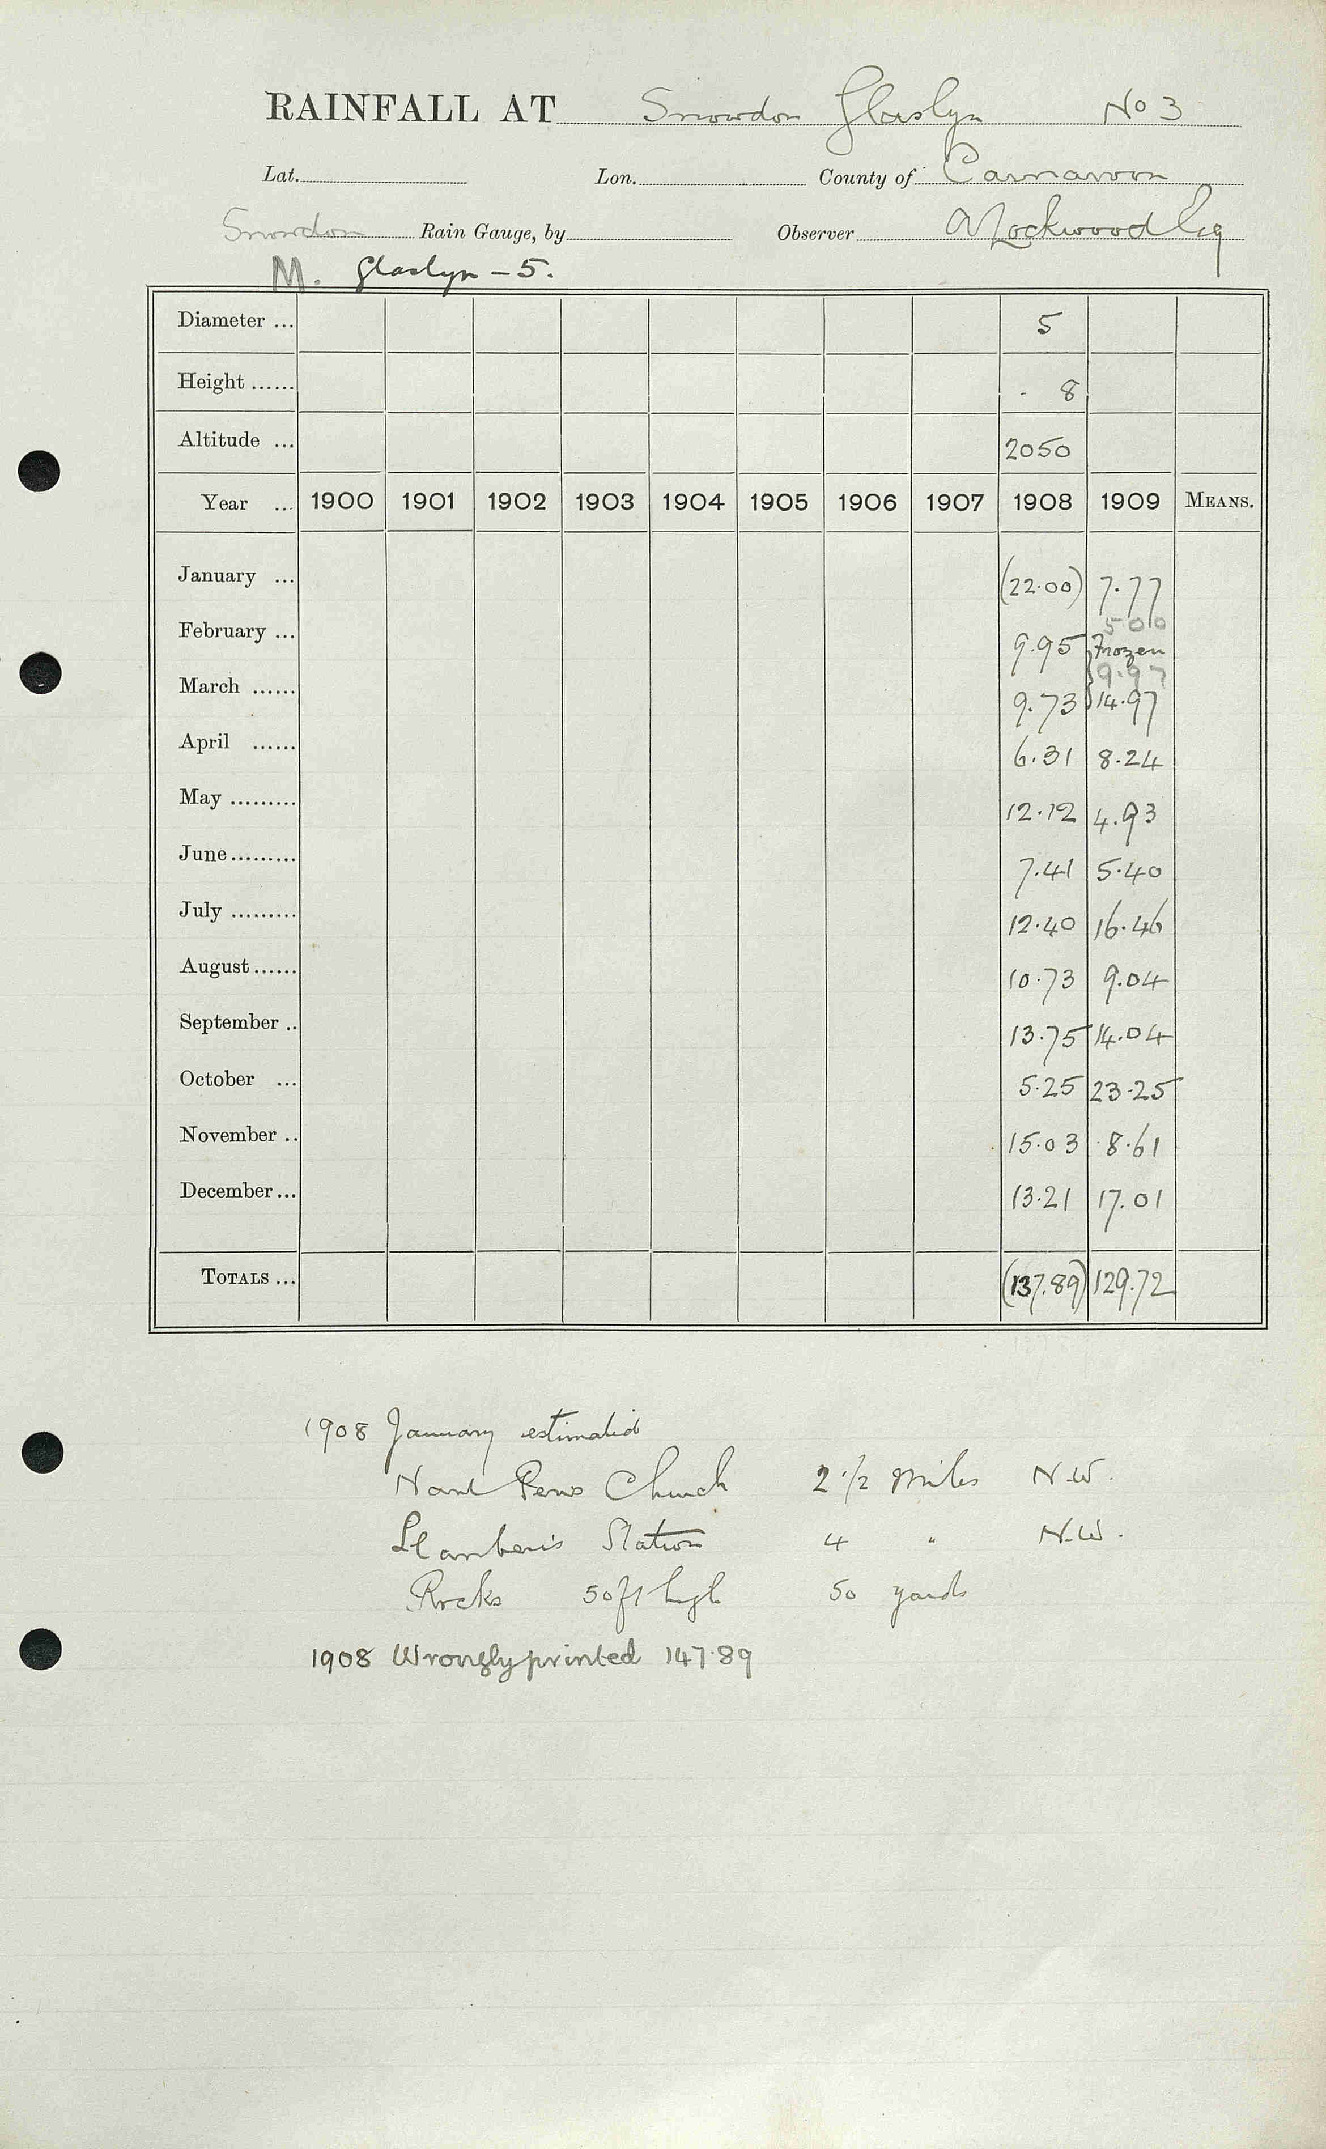 RAINFALL AT Snowdon Glaslyn No 3
Lat. Lon. County of Carnarvon
Snowdon Rain Gauge, by Observer A Lockwood Esq
M. Glaslyn – 5.
Diameter ... 5
Height ...... . 8
Altitude ... 2050
Year ... 1900 1901 1902 1903 1904 1905 1906 1907 1908 1909 MEANS.
January ... (22.00) 7.77
5 00
February ... 9.95 Frozen
9.97
March ...... 9.73 14.97
April ...... 6.31 8.24
May ......... 12.12 4.93
June ......... 7.41 5.40
July ......... 12.40 16.46
August ...... 10.73 9.04
September .. 13.75 14.04
October ... 5.25 23.25
November .. 15.03 8.61
December ... 13.21 17.01
TOTALS ... (137.89) 129.72
1908 January estimated
Nant Peris Church 2 1/2 Miles N.W.
Llanberis Station 4 " N.W.
Rocks 50ft high 50 yards
1908 Wrongly printed 147.89